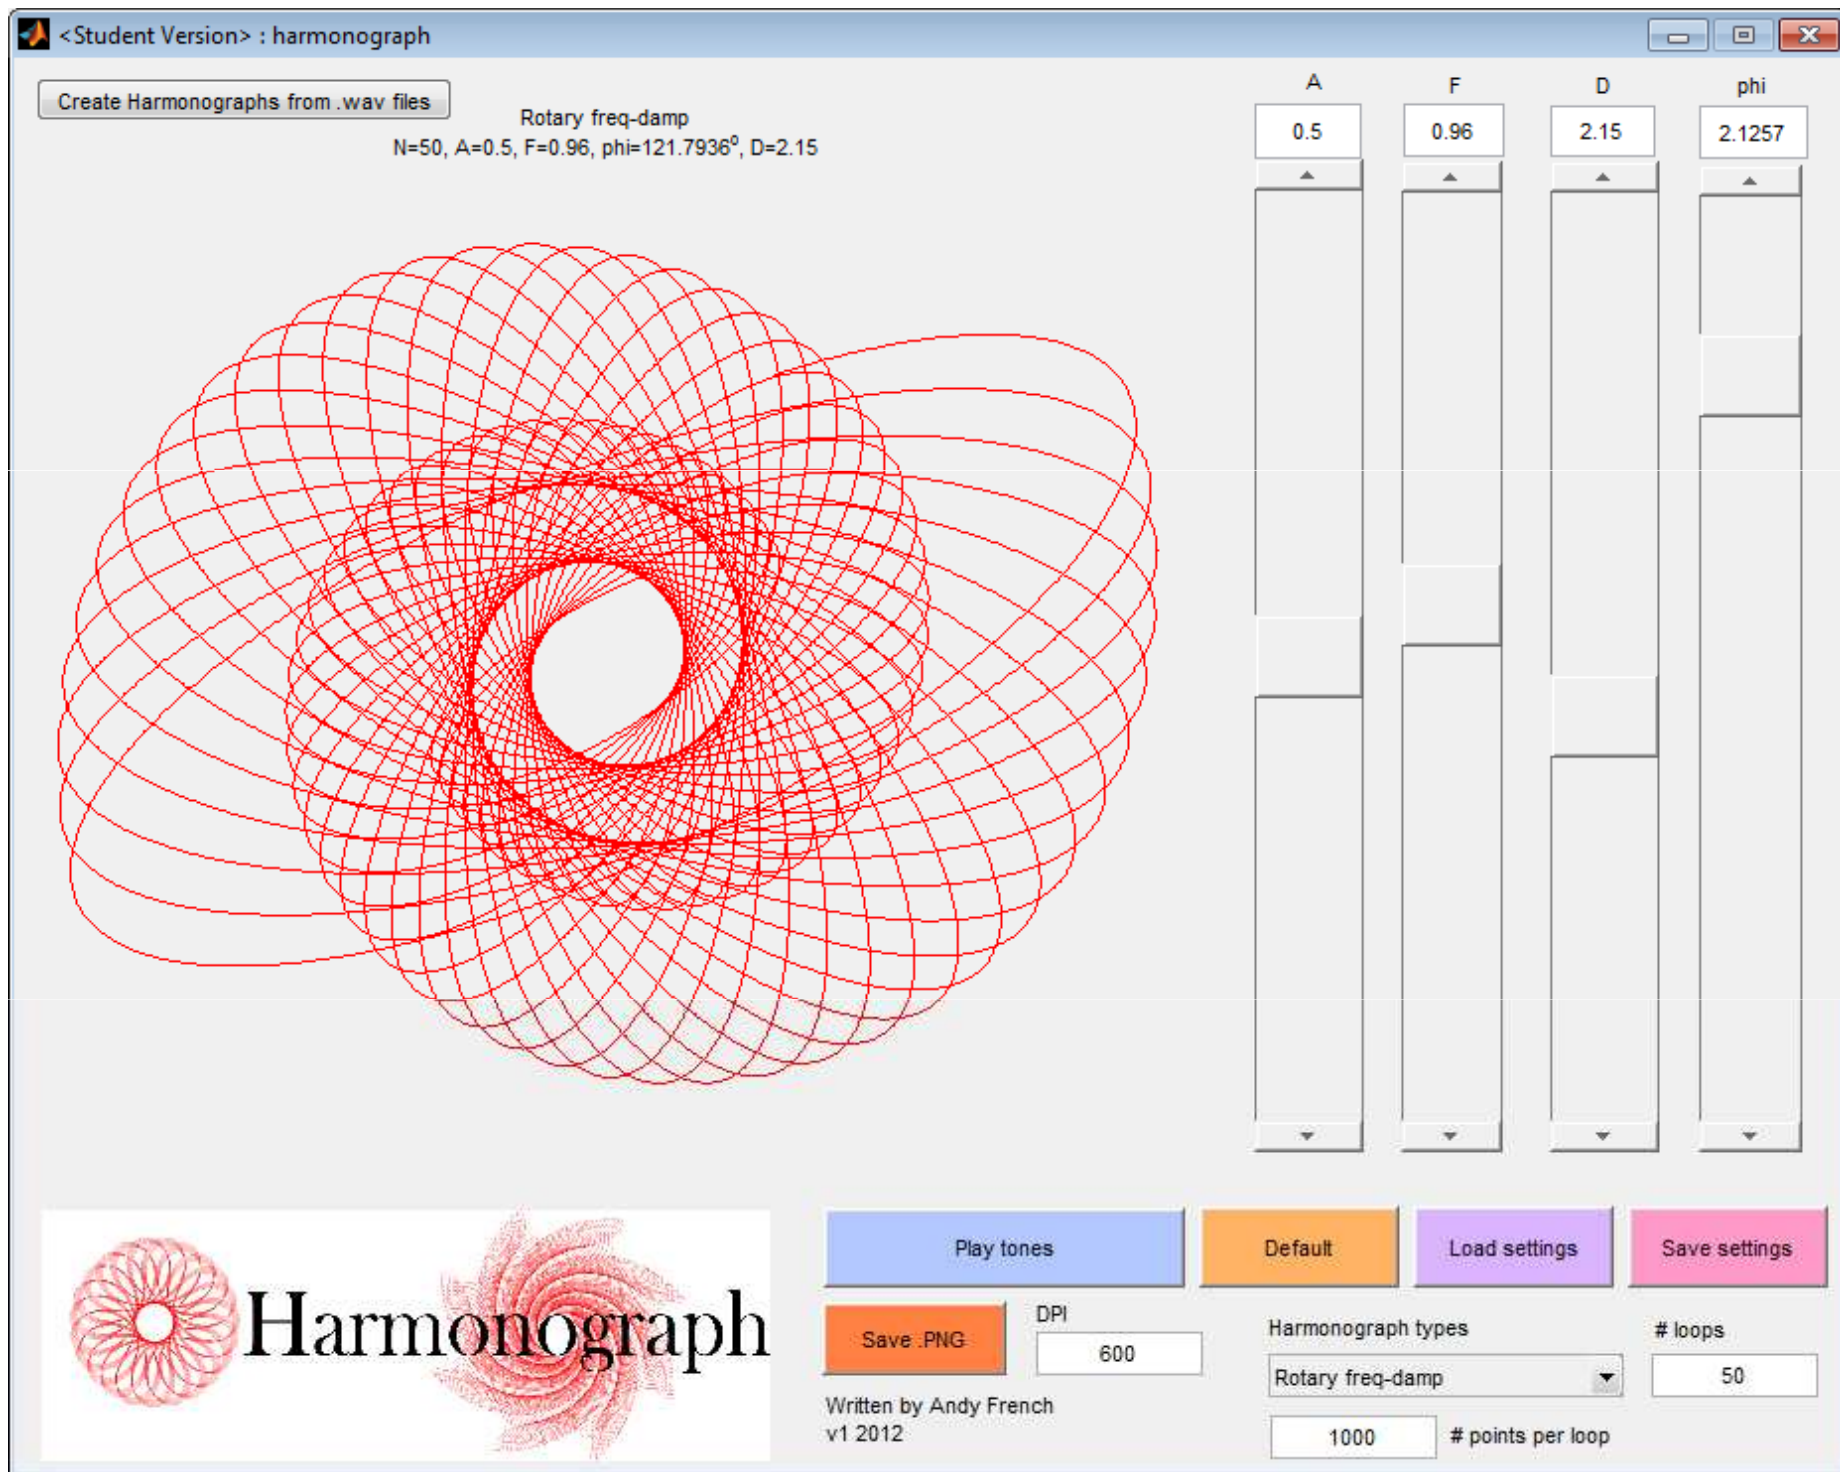 <Student Version> : harmonograph
Create Harmonographs from .wav files
Rotary freq-damp
N=50, A=0.5, F=0.96, phi=121.7936º, D=2.15
A F D phi
0.5 0.96 2.15 2.1257
Harmonograph
Play tones Default Load settings Save settings
Save .PNG
DPI
600
Harmonograph types
Rotary freq-damp
# loops
50
Written by Andy French
v1 2012
1000 # points per loop